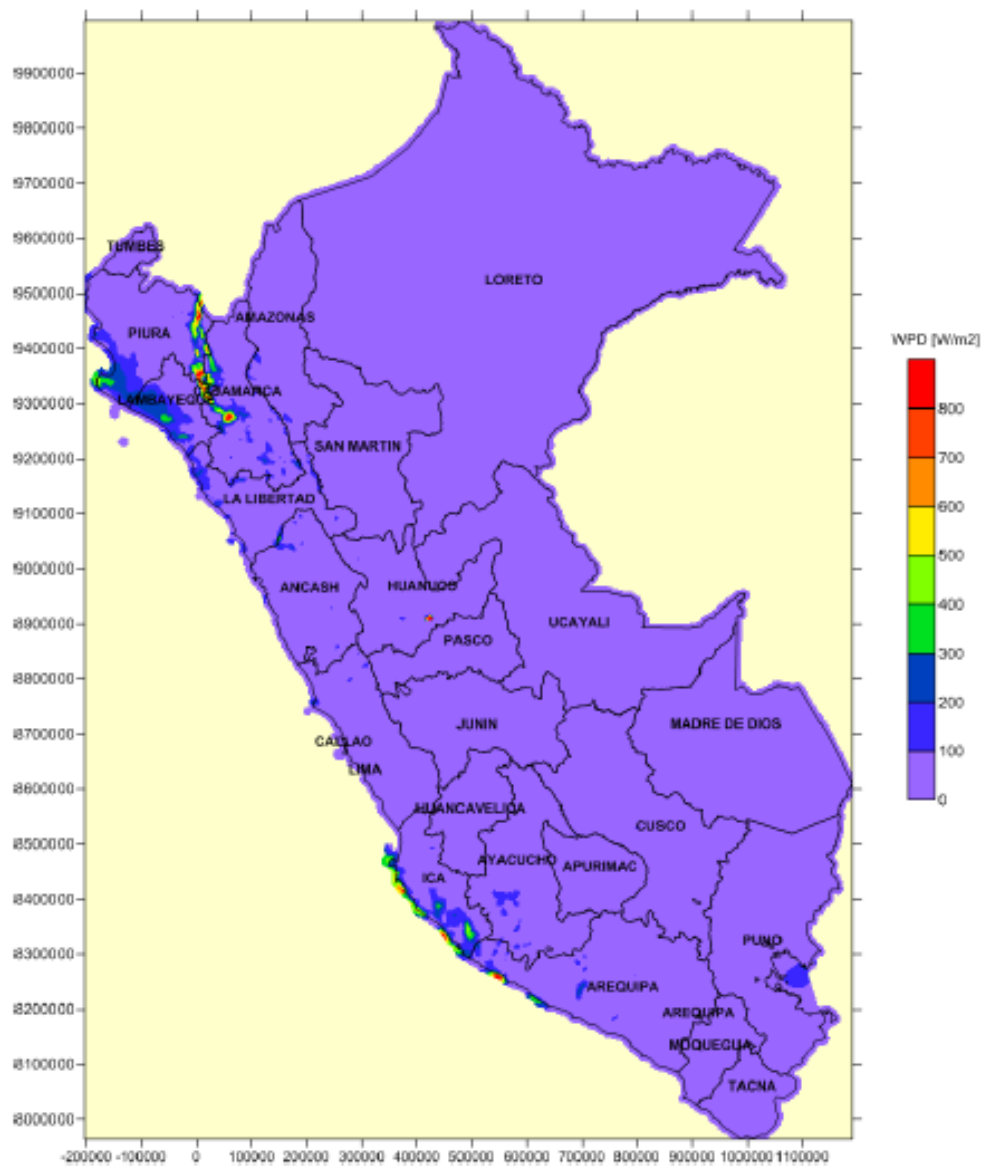 9900000
9800000
9700000
9600000
TUMBES
9500000
LORETO
AMAZONAS
PIURA
9400000
WPD [W/m2]
CAJAMARCA
LAMBAYEQUE
9300000
800
700
600
500
400
300
200
100
0
SAN MARTIN
9200000
LA LIBERTAD
9100000
9000000
ANCASH
HUANUCO
8900000
UCAYALI
PASCO
8800000
JUNIN
MADRE DE DIOS
8700000
CALLAO
LIMA
8600000
HUANCAVELICA
CUSCO
8500000
AYACUCHO
APURIMAC
ICA
8400000
PUNO
8300000
AREQUIPA
8200000
AREQUIPA
MOQUEGUA
8100000
TACNA
8000000
-200000 -100000 0 100000 200000 300000 400000 500000 600000 700000 800000 900000 1000000 1100000